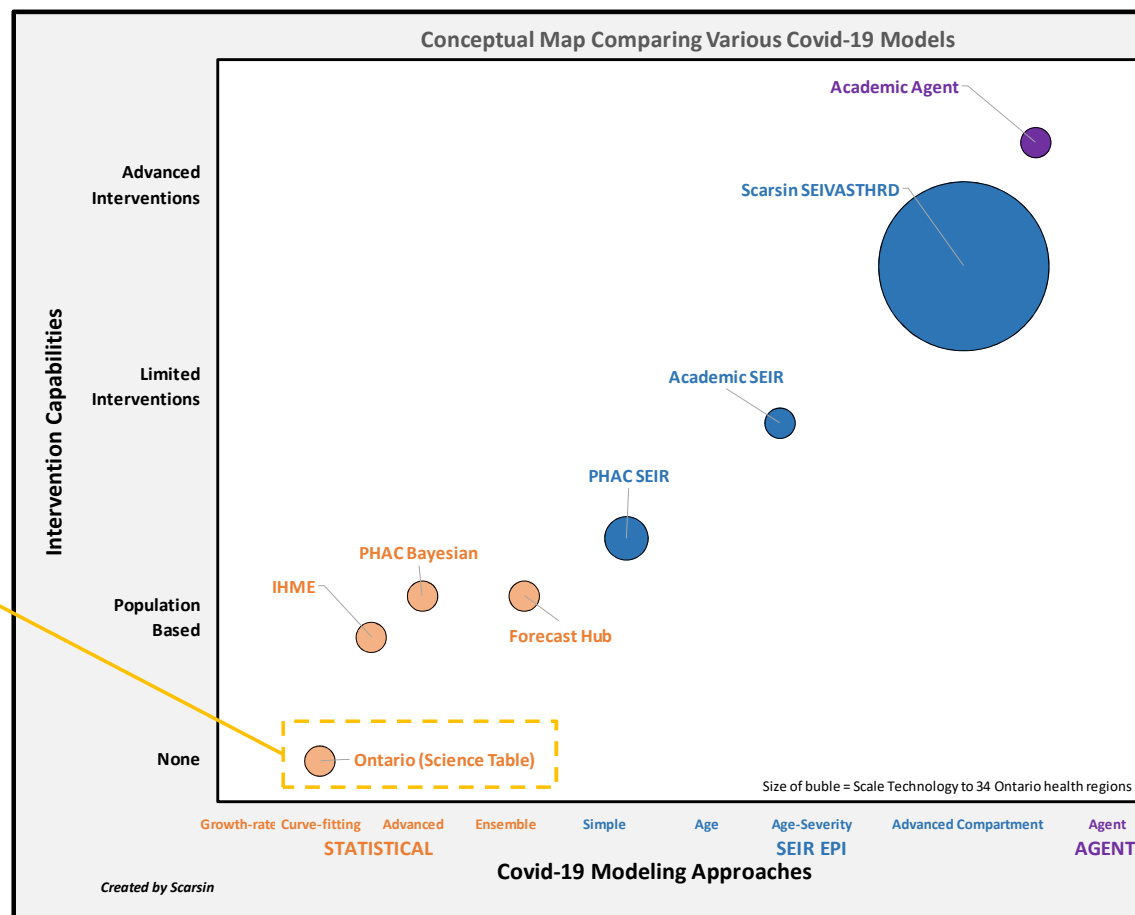 Conceptual Map Comparing Various Covid-19 Models
Academic Agent
Advanced
Interventions
Scarsin SEIVASTHRD
Intervention Capabilities
Limited
Interventions
Academic SEIR
PHAC SEIR
PHAC Bayesian
IHME
Population
Based
Forecast Hub
None
Ontario (Science Table)
Size of buble = Scale Technology to 34 Ontario health regions
Growth-rate Curve-fitting Advanced Ensemble Simple Age Age-Severity Advanced Compartment Agent
STATISTICAL SEIR EPI AGENT
Covid-19 Modeling Approaches
Created by Scarsin